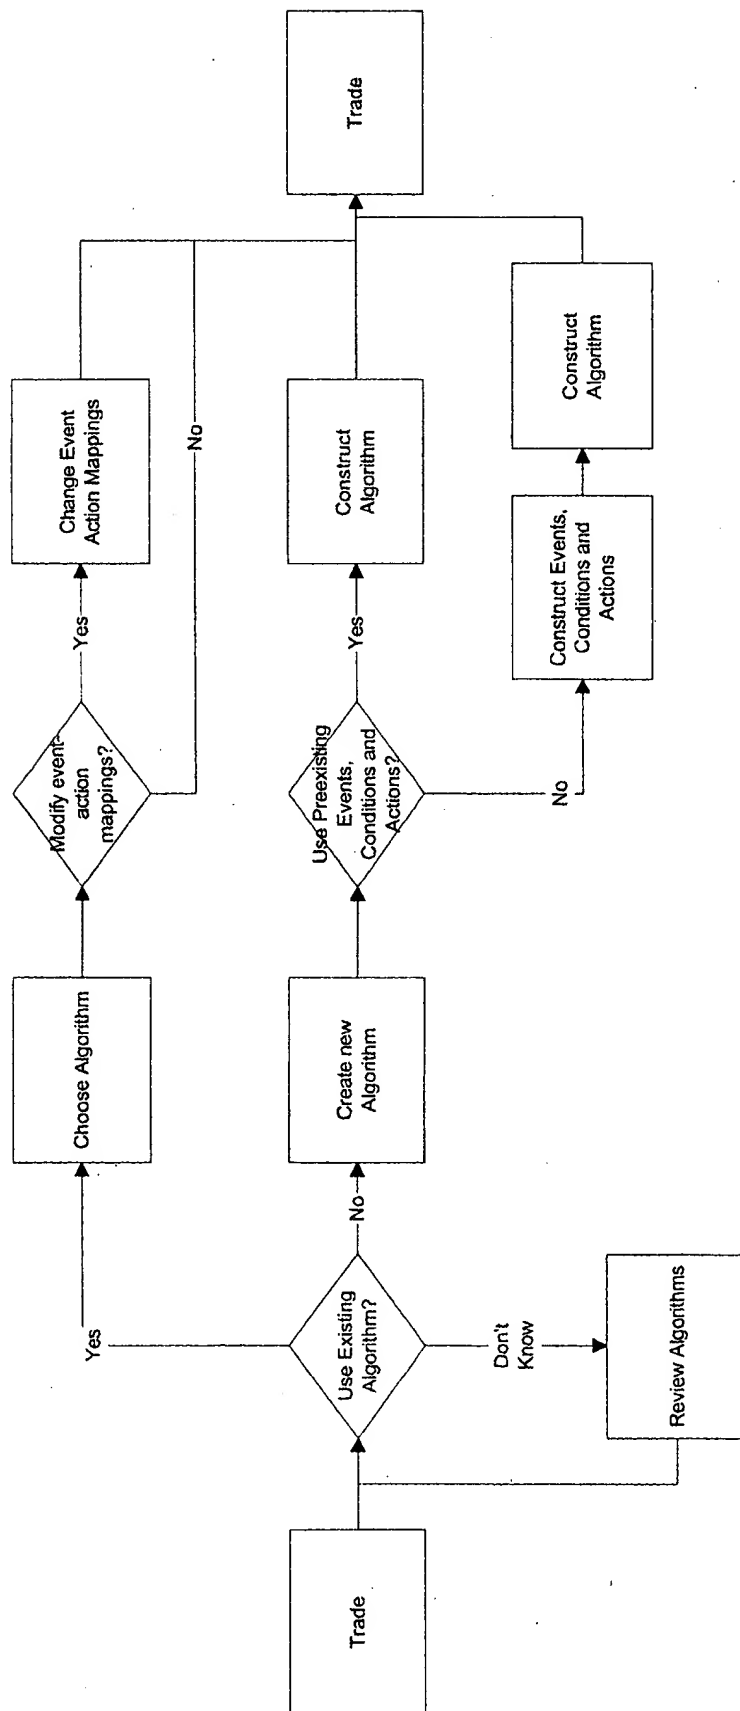 Trade
Use Existing
Algorithm?
Yes
No
Don't
Know
Review Algorithms
Choose Algorithm
Create new
Algorithm
Modify event-
action
mappings?
Use Preexisting
Events,
Conditions and
Actions?
Yes
No
Yes
No
Change Event
Action Mappings
Construct
Algorithm
Construct Events,
Conditions and
Actions
Construct
Algorithm
Trade